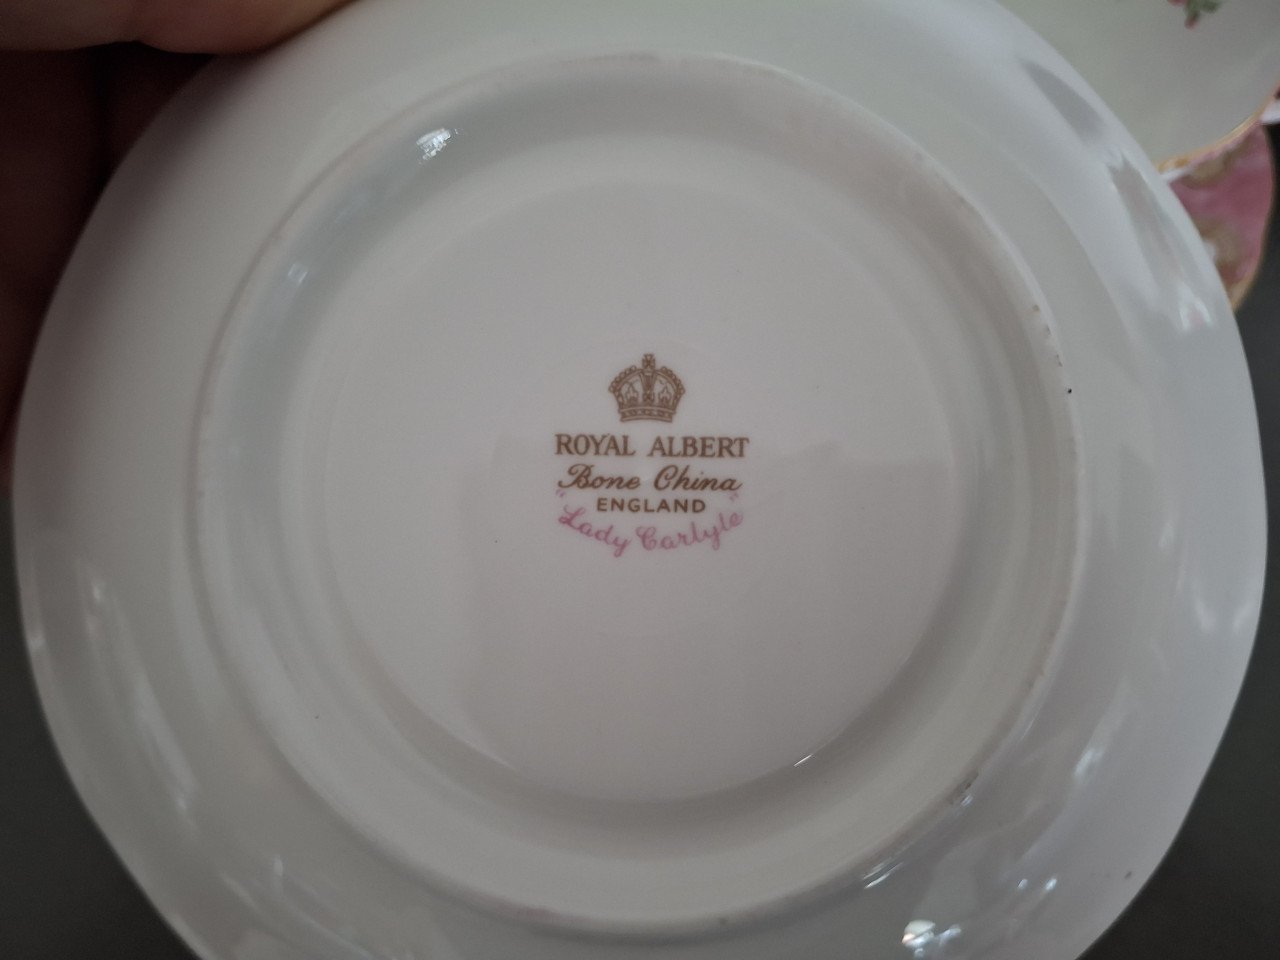 ROYAL ALBERT
Bone China
ENGLAND
"Lady Carlyle"